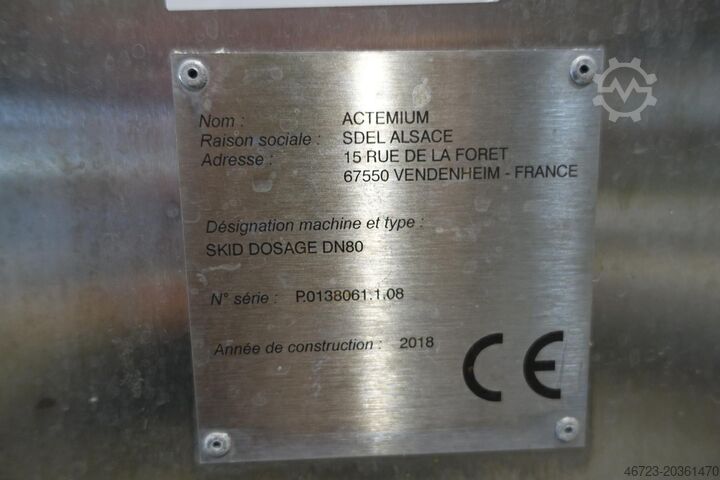 Nom : ACTEMIUM
Raison sociale : SDEL ALSACE
Adresse : 15 RUE DE LA FORET
67550 VENDENHEIM - FRANCE
Désignation machine et type :
SKID DOSAGE DN80
N° série : P.0138061.1.08
Année de construction : 2018
CE
46723-20361470